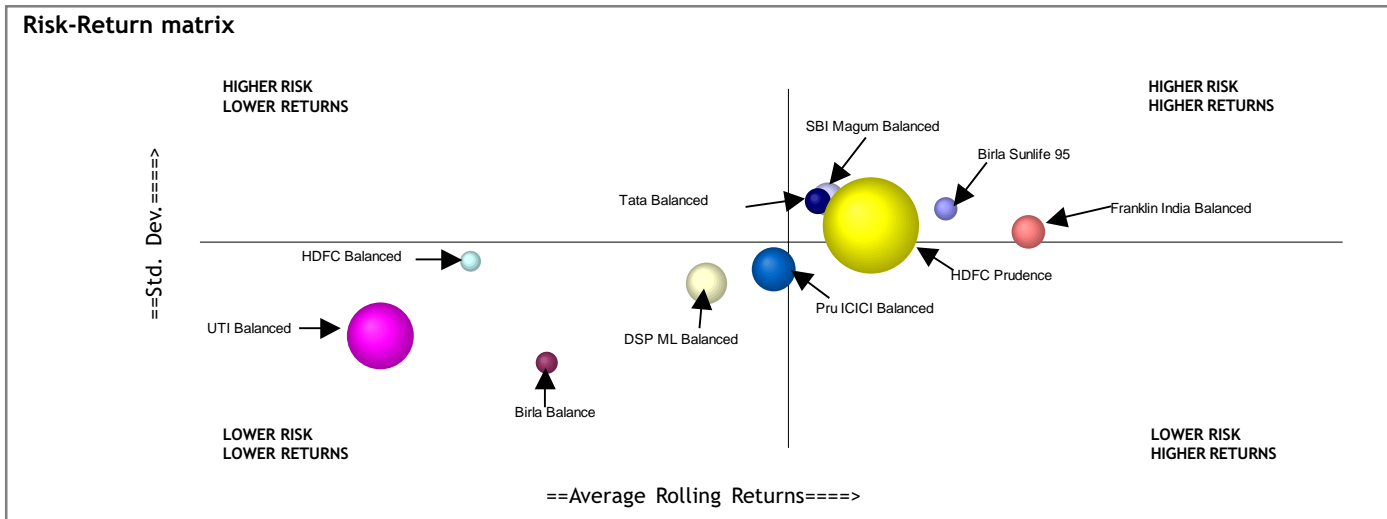 Risk-Return matrix
HIGHER RISK
LOWER RETURNS
HIGHER RISK
HIGHER RETURNS
SBI Magum Balanced
Birla Sunlife 95
Tata Balanced
Franklin India Balanced
HDFC Balanced
HDFC Prudence
Pru ICICI Balanced
UTI Balanced
DSP ML Balanced
Birla Balance
==Std. Dev.====>
LOWER RISK
LOWER RETURNS
LOWER RISK
HIGHER RETURNS
==Average Rolling Returns====>